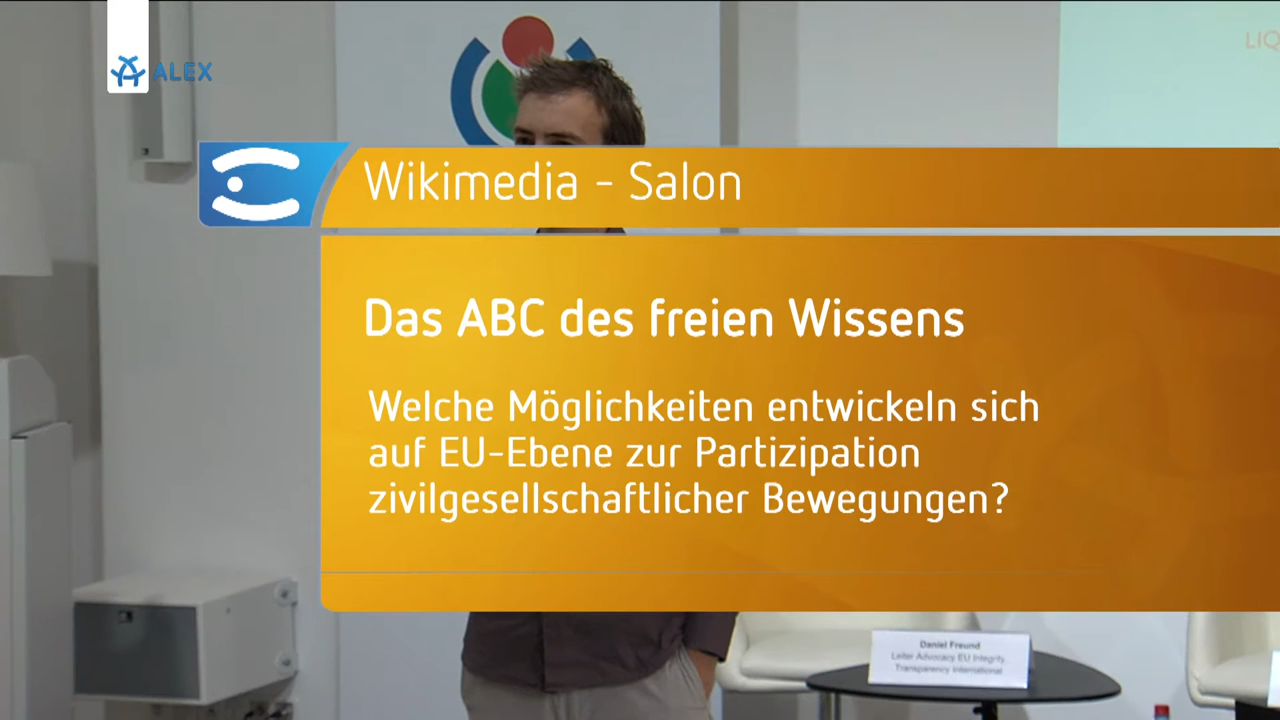 ALEX
LIQ
Wikimedia - Salon
Das ABC des freien Wissens
Welche Möglichkeiten entwickeln sich
auf EU-Ebene zur Partizipation
zivilgesellschaftlicher Bewegungen?
Daniel Freund
Leiter Advocacy EU Integrity,
Transparency International